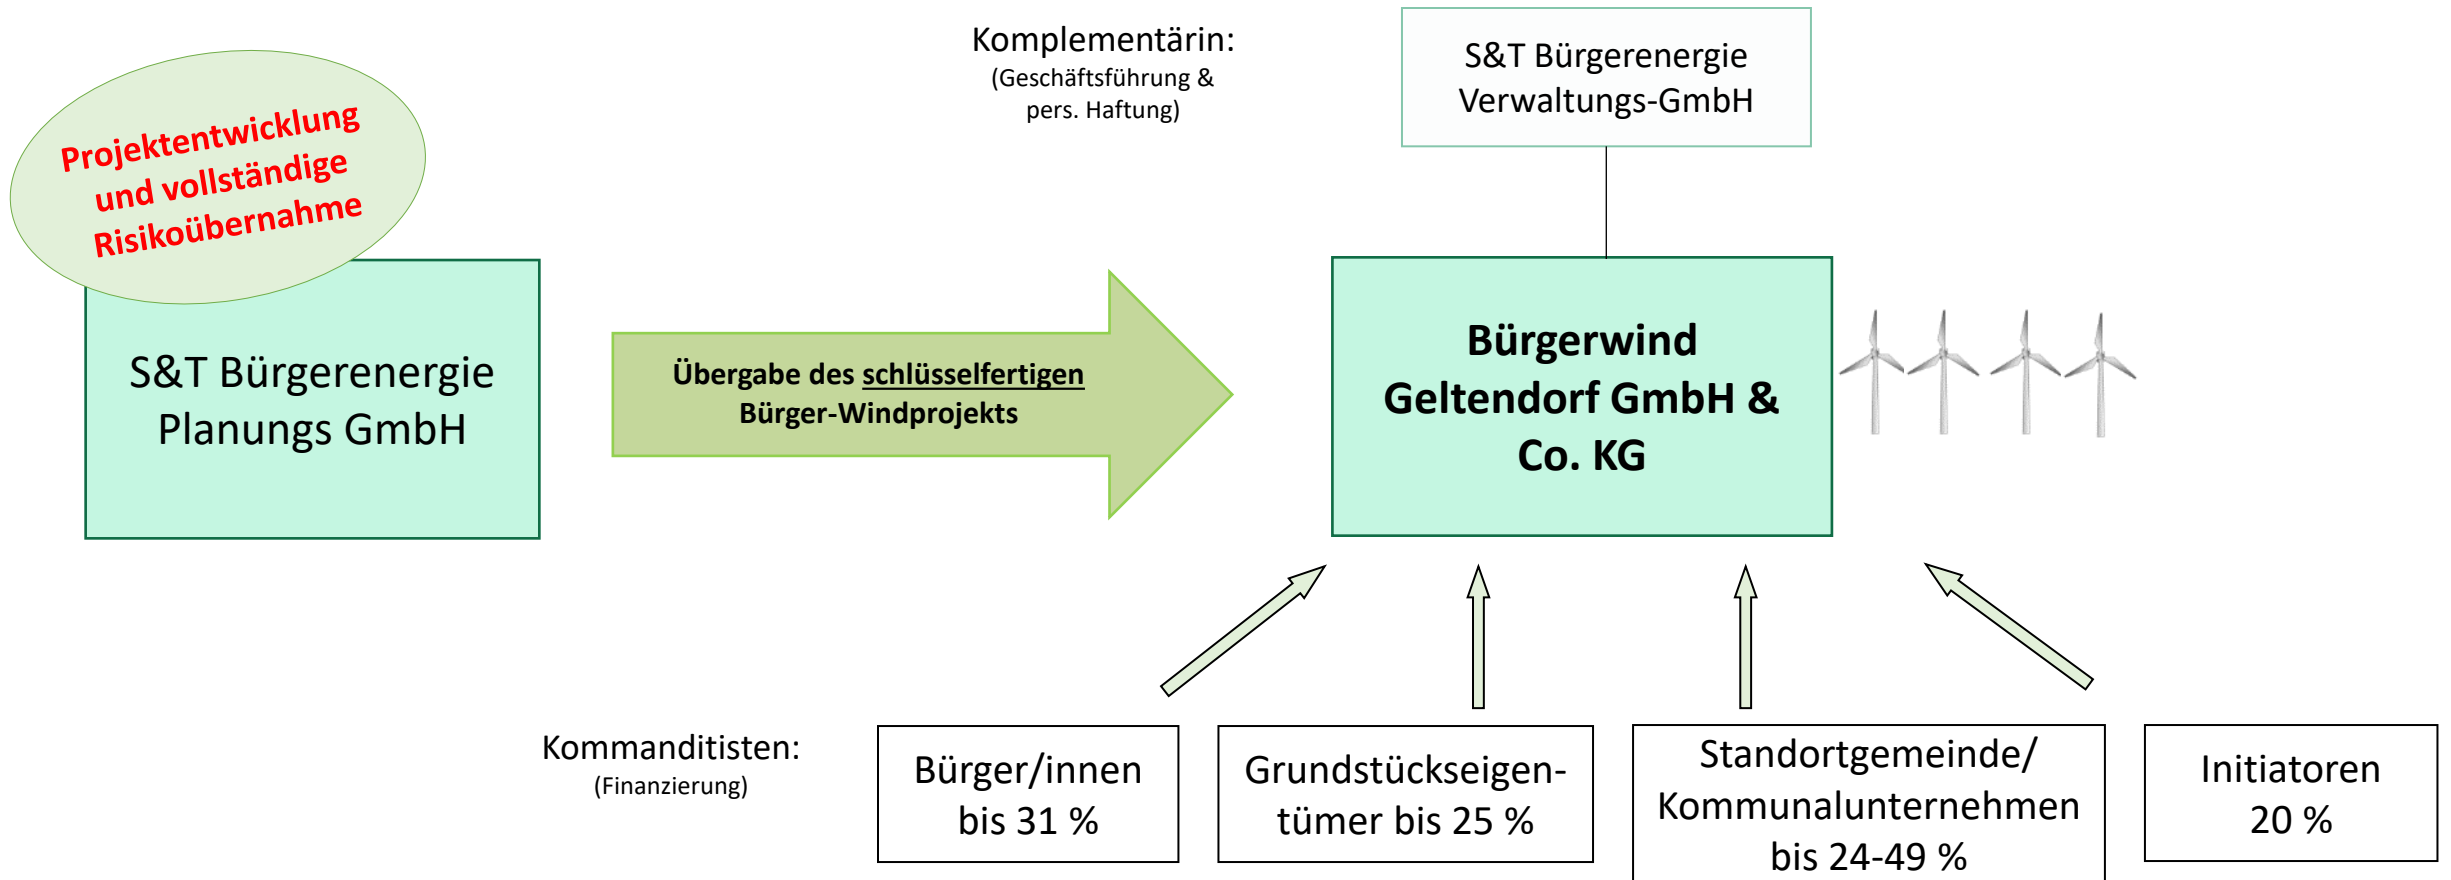 Komplementärin:
(Geschäftsführung &
pers. Haftung)
S&T Bürgerenergie
Verwaltungs-GmbH
Projektentwicklung
und vollständige
Risikoübernahme
S&T Bürgerenergie
Planungs GmbH
Übergabe des schlüsselfertigen
Bürger-Windprojekts
Bürgerwind
Geltendorf GmbH &
Co. KG
Kommanditisten:
(Finanzierung)
Bürger/innen
bis 31 %
Grundstückseigen-
tümer bis 25 %
Standortgemeinde/
Kommunalunternehmen
bis 24-49 %
Initiatoren
20 %